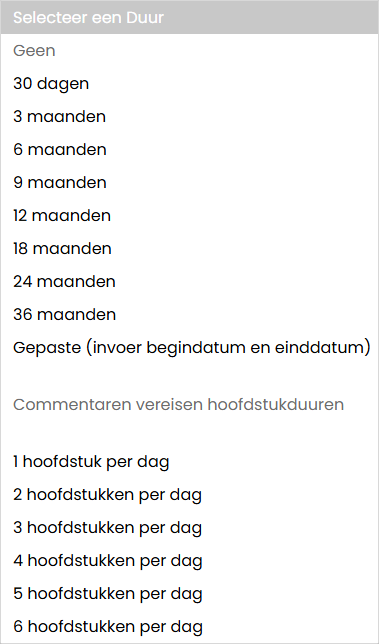 Selecteer een Duur
Geen
30 dagen
3 maanden
6 maanden
9 maanden
12 maanden
18 maanden
24 maanden
36 maanden
Gepaste (invoer begindatum en einddatum)
Commentaren vereisen hoofdstukduuren
1 hoofdstuk per dag
2 hoofdstukken per dag
3 hoofdstukken per dag
4 hoofdstukken per dag
5 hoofdstukken per dag
6 hoofdstukken per dag